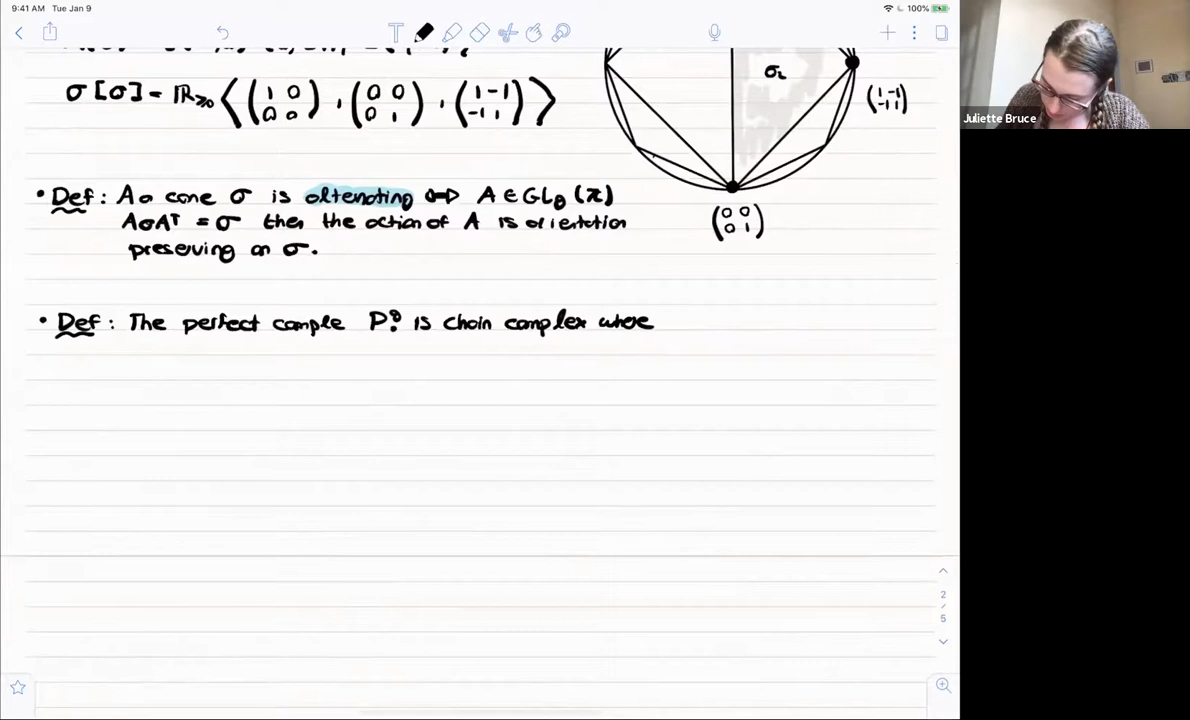 9:41 AM Tue Jan 9
100%
σ[σ] = ℝ≥0 ⟨ (1 0 / 0 0) , (0 0 / 0 1) , (1 -1 / -1 1) ⟩
σ₂
(1 -1 / -1 1)
(0 0 / 0 1)
• Def: A σ cone σ is alternating ⟺ A ∈ GLg(ℤ)
AσAᵀ = σ then the action of A is orientation
preserving on σ.
• Def: The perfect comple P•ᵍ is chain complex where
2
/
5
Juliette Bruce